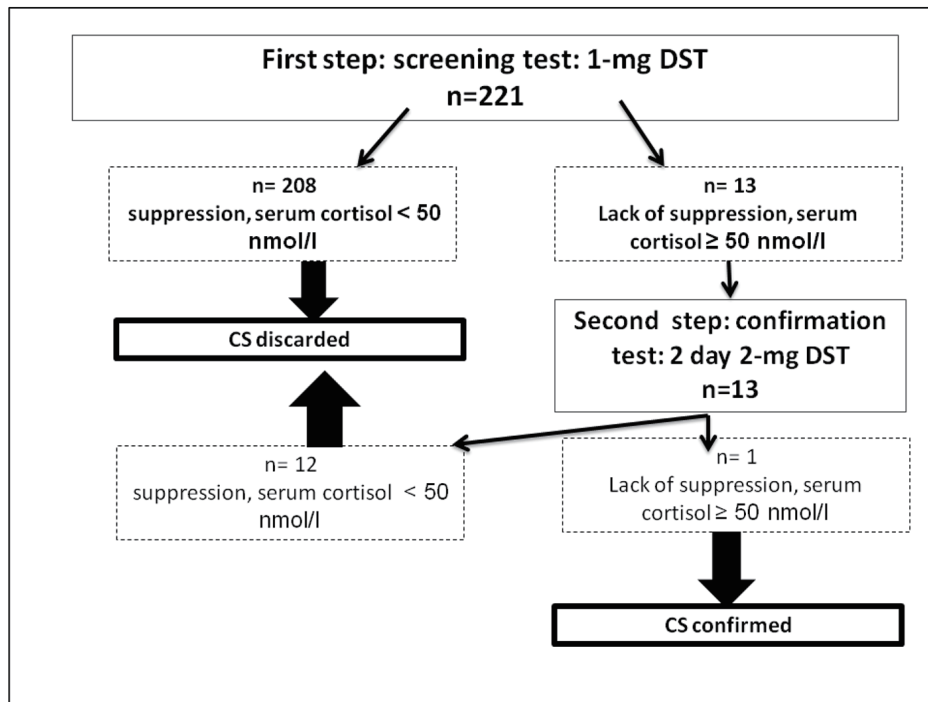 First step: screening test: 1-mg DST
n=221
n= 208
suppression, serum cortisol < 50
nmol/l
n= 13
Lack of suppression, serum
cortisol ≥ 50 nmol/l
CS discarded
Second step: confirmation
test: 2 day 2-mg DST
n=13
n= 12
suppression, serum cortisol < 50
nmol/l
n= 1
Lack of suppression, serum
cortisol ≥ 50 nmol/l
CS confirmed